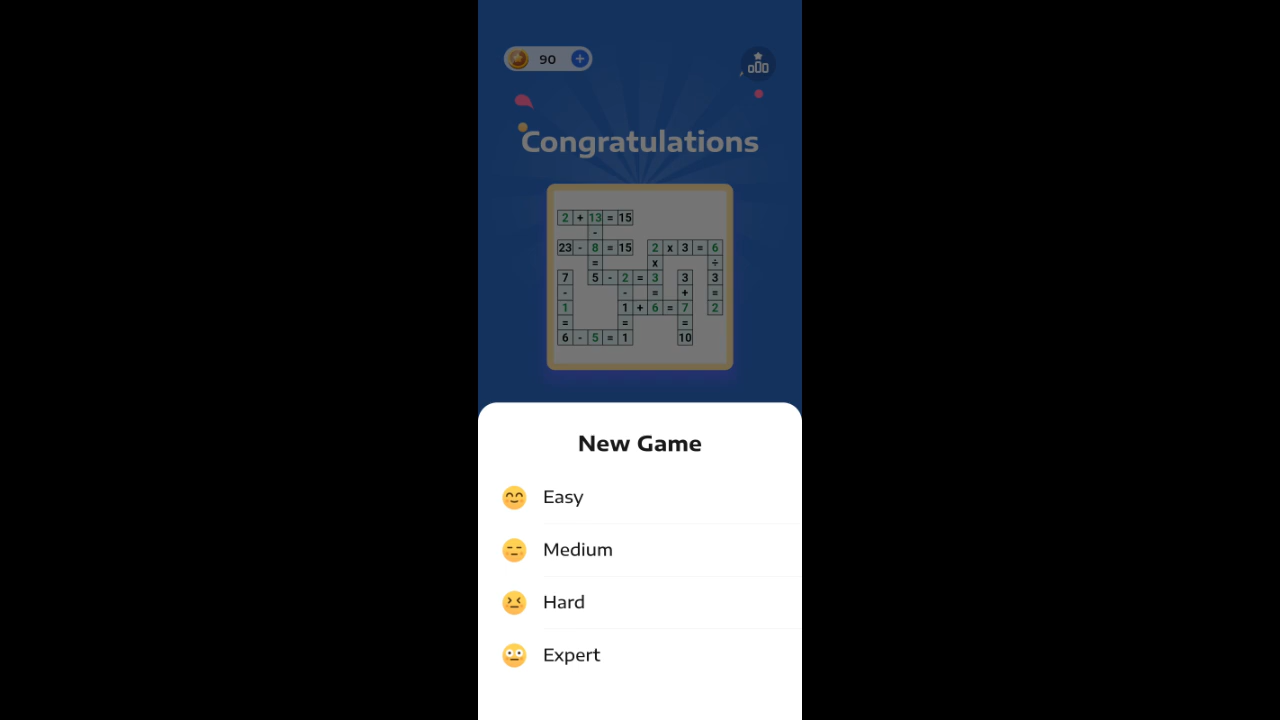 90 +
Congratulations
2 + 13 = 15
-
23 - 8 = 15 2 x 3 = 6
= x ÷
7 5 - 2 = 3 3 3
- - = + =
1 1 + 6 = 7 2
= = =
6 - 5 = 1 10
New Game
Easy
Medium
Hard
Expert